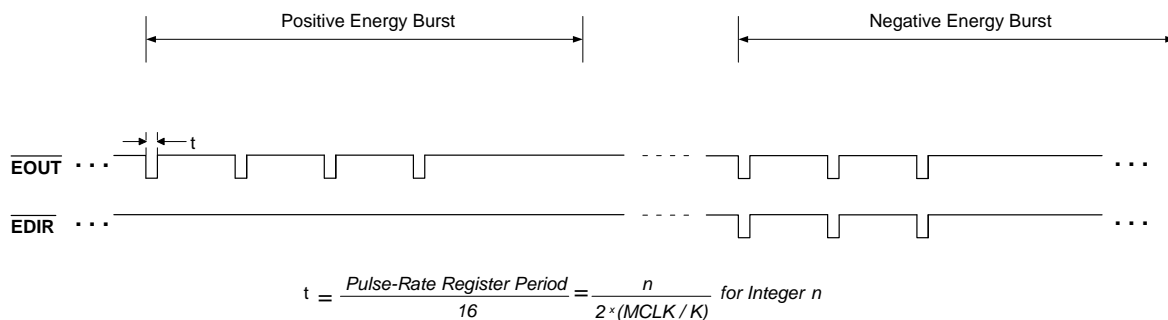 Positive Energy Burst
Negative Energy Burst
t
EOUT ... ...
EDIR ... ...
t = Pulse-Rate Register Period / 16 = n / 2 x (MCLK / K) for Integer n